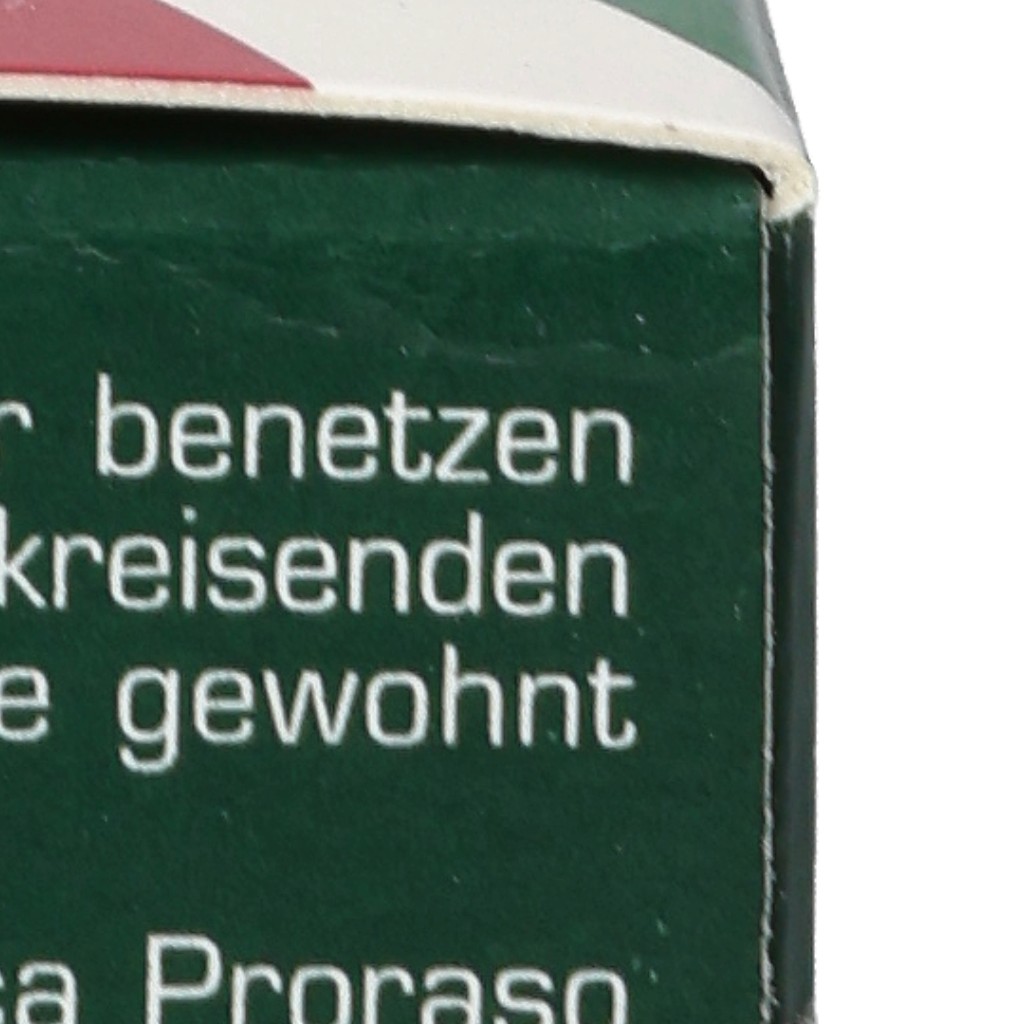 benetzen
kreisenden
gewohnt
Proraso